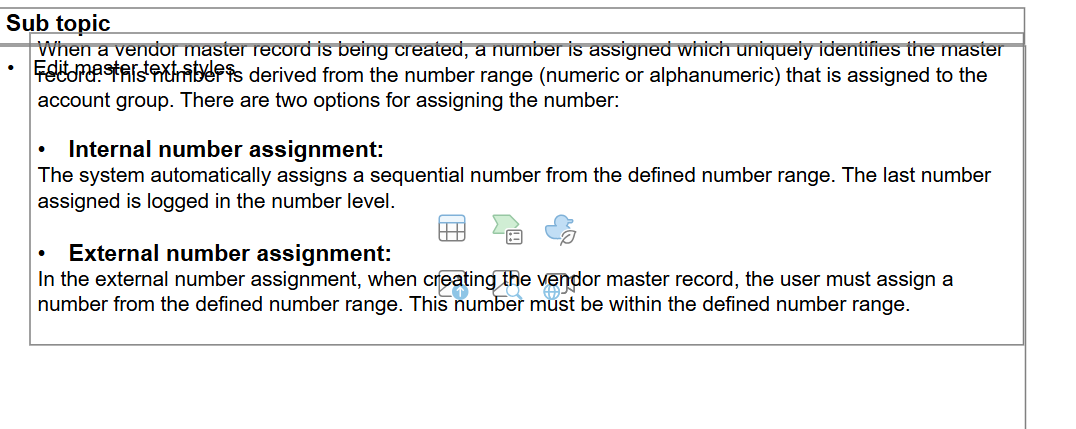 Sub topic
When a vendor master record is being created, a number is assigned which uniquely identifies the master
• Edit master text styles
record. This number is derived from the number range (numeric or alphanumeric) that is assigned to the
account group. There are two options for assigning the number:
• Internal number assignment:
The system automatically assigns a sequential number from the defined number range. The last number
assigned is logged in the number level.
• External number assignment:
In the external number assignment, when creating the vendor master record, the user must assign a
number from the defined number range. This number must be within the defined number range.